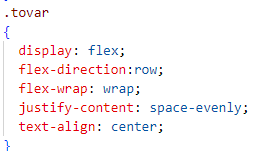 .tovar
{
display: flex;
flex-direction:row;
flex-wrap: wrap;
justify-content: space-evenly;
text-align: center;
}